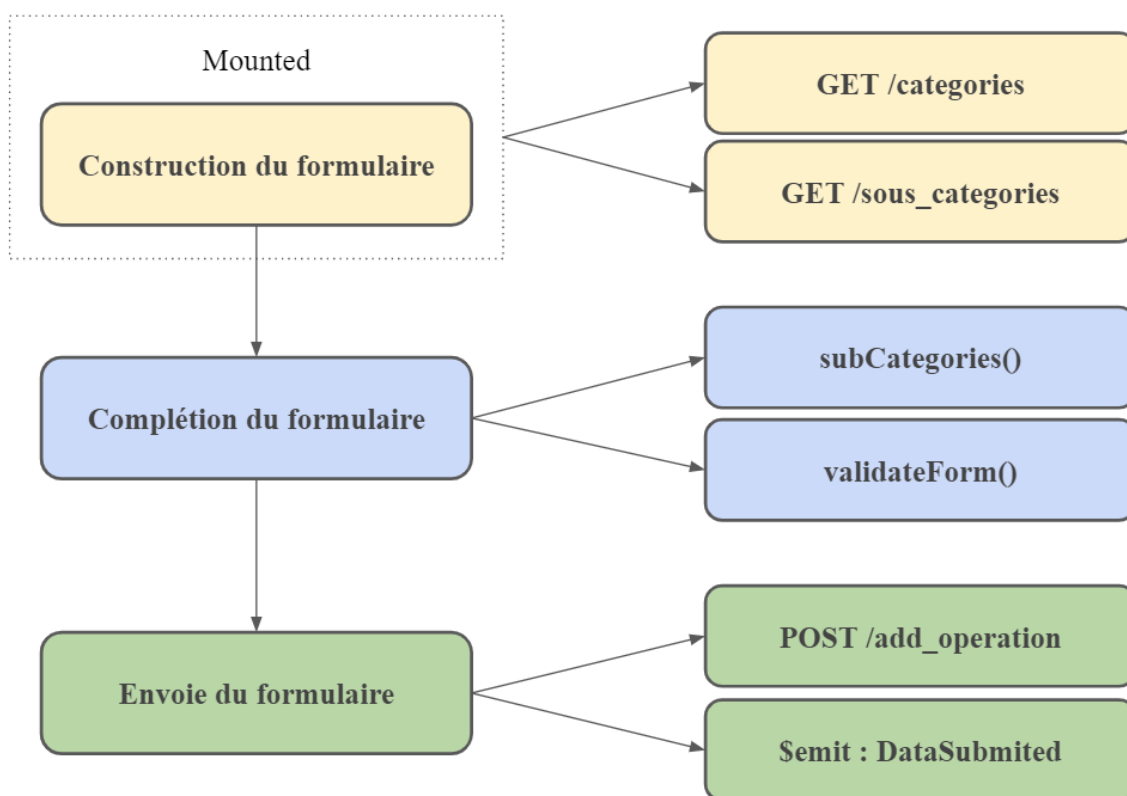 Mounted
Construction du formulaire
GET /categories
GET /sous_categories
Complétion du formulaire
subCategories()
validateForm()
Envoie du formulaire
POST /add_operation
$emit : DataSubmited